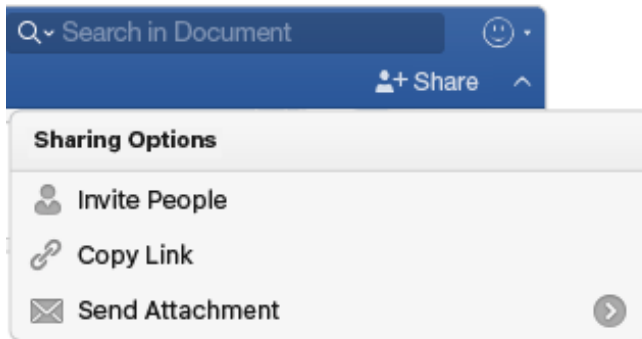 Search in Document
Share
Sharing Options
Invite People
Copy Link
Send Attachment